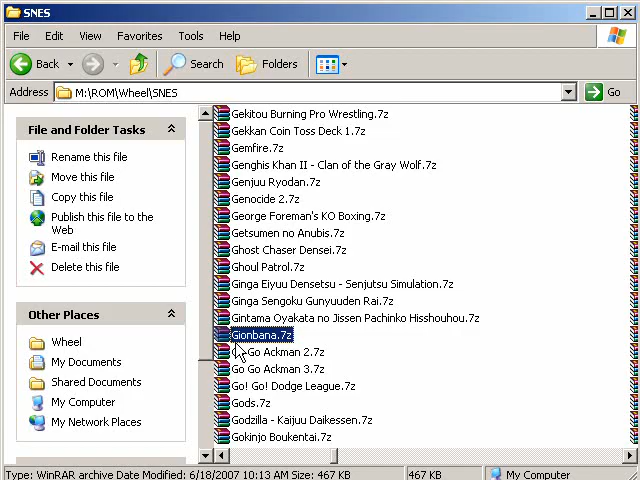 SNES
File Edit View Favorites Tools Help
Back Search Folders
Address M:\ROM\Wheel\SNES Go
File and Folder Tasks
Rename this file
Move this file
Copy this file
Publish this file to the
Web
E-mail this file
Delete this file
Other Places
Wheel
My Documents
Shared Documents
My Computer
My Network Places
Gekitou Burning Pro Wrestling.7z
Gekkan Coin Toss Deck 1.7z
Gemfire.7z
Genghis Khan II - Clan of the Gray Wolf.7z
Genjuu Ryodan.7z
Genocide 2.7z
George Foreman's KO Boxing.7z
Getsumen no Anubis.7z
Ghost Chaser Densei.7z
Ghoul Patrol.7z
Ginga Eiyuu Densetsu - Senjutsu Simulation.7z
Ginga Sengoku Gunyuuden Rai.7z
Gintama Oyakata no Jissen Pachinko Hisshouhou.7z
Gionbana.7z
Go Go Ackman 2.7z
Go Go Ackman 3.7z
Go! Go! Dodge League.7z
Gods.7z
Godzilla - Kaijuu Daikessen.7z
Gokinjo Boukentai.7z
Type: WinRAR archive Date Modified: 6/18/2007 10:13 AM Size: 467 KB 467 KB My Computer